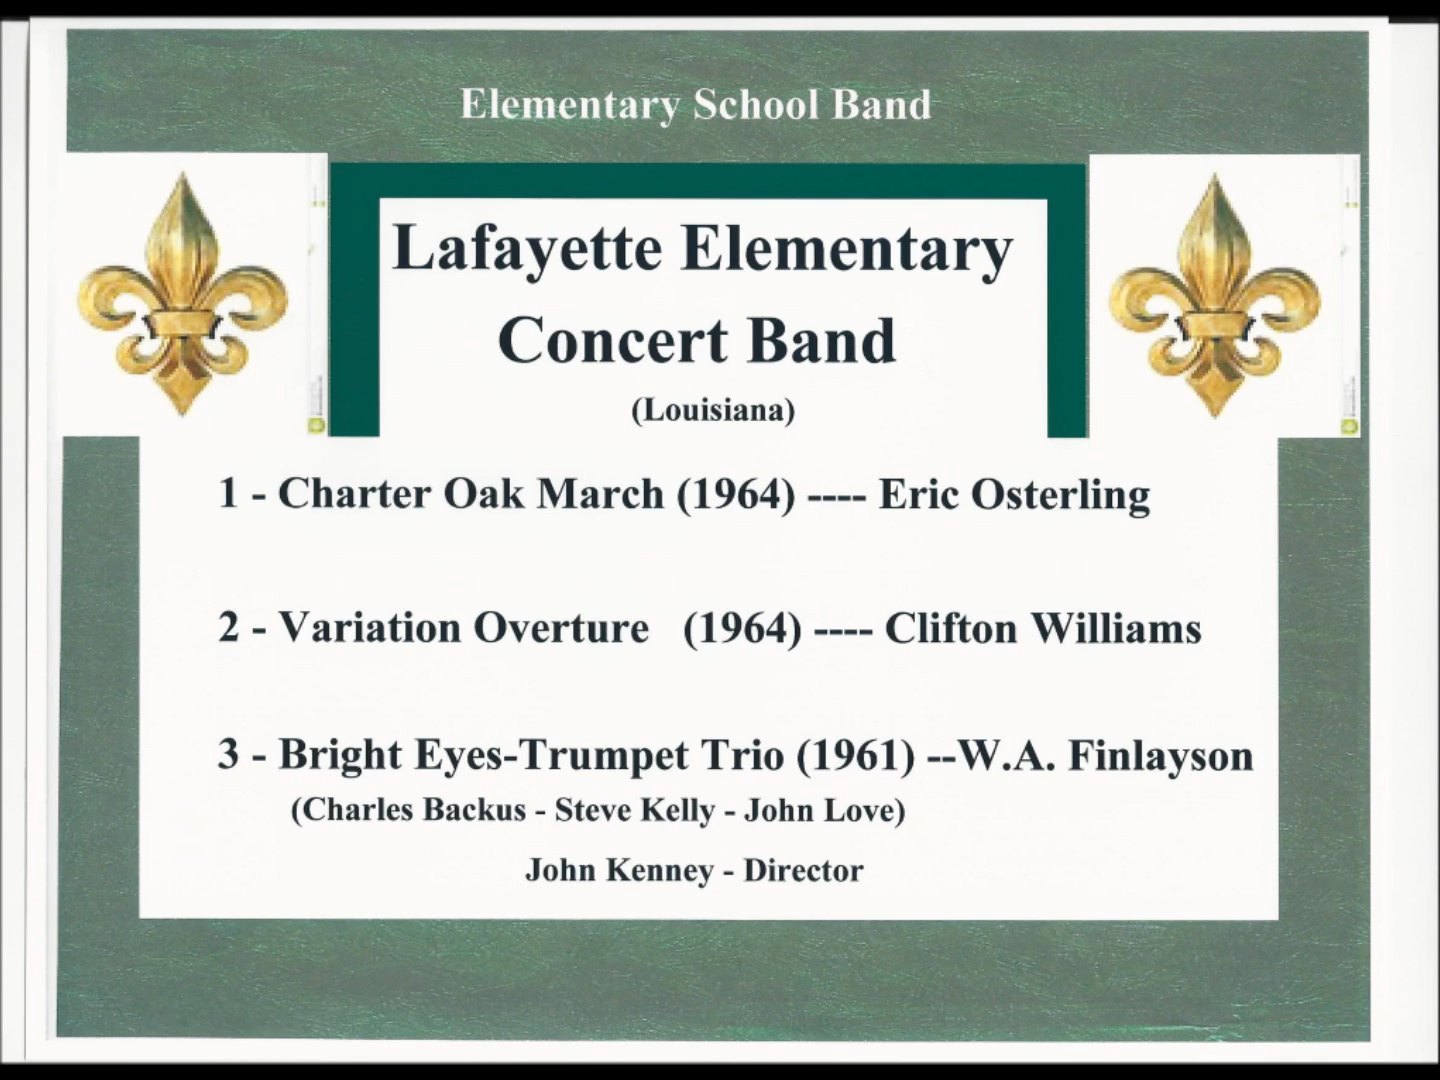 Elementary School Band
Lafayette Elementary
Concert Band
(Louisiana)
1 - Charter Oak March (1964) ---- Eric Osterling
2 - Variation Overture (1964) ---- Clifton Williams
3 - Bright Eyes-Trumpet Trio (1961) --W.A. Finlayson
(Charles Backus - Steve Kelly - John Love)
John Kenney - Director